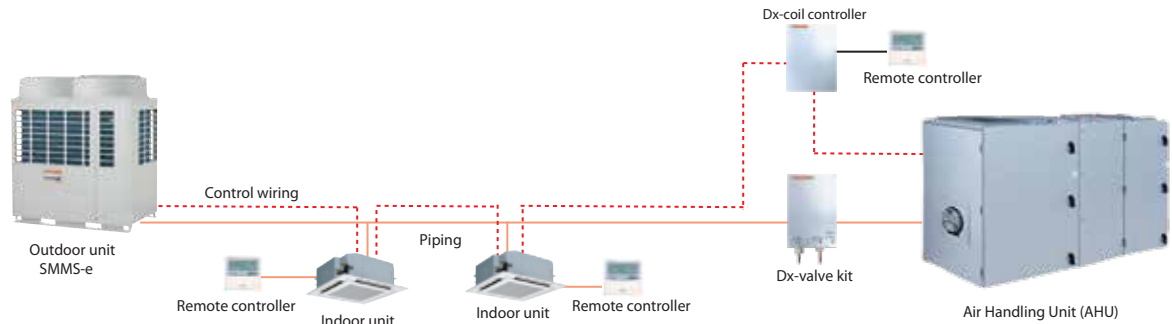 Dx-coil controller
Remote controller
Control wiring
Outdoor unit
SMMS-e
Piping
Dx-valve kit
Remote controller
Indoor unit
Indoor unit
Remote controller
Air Handling Unit (AHU)